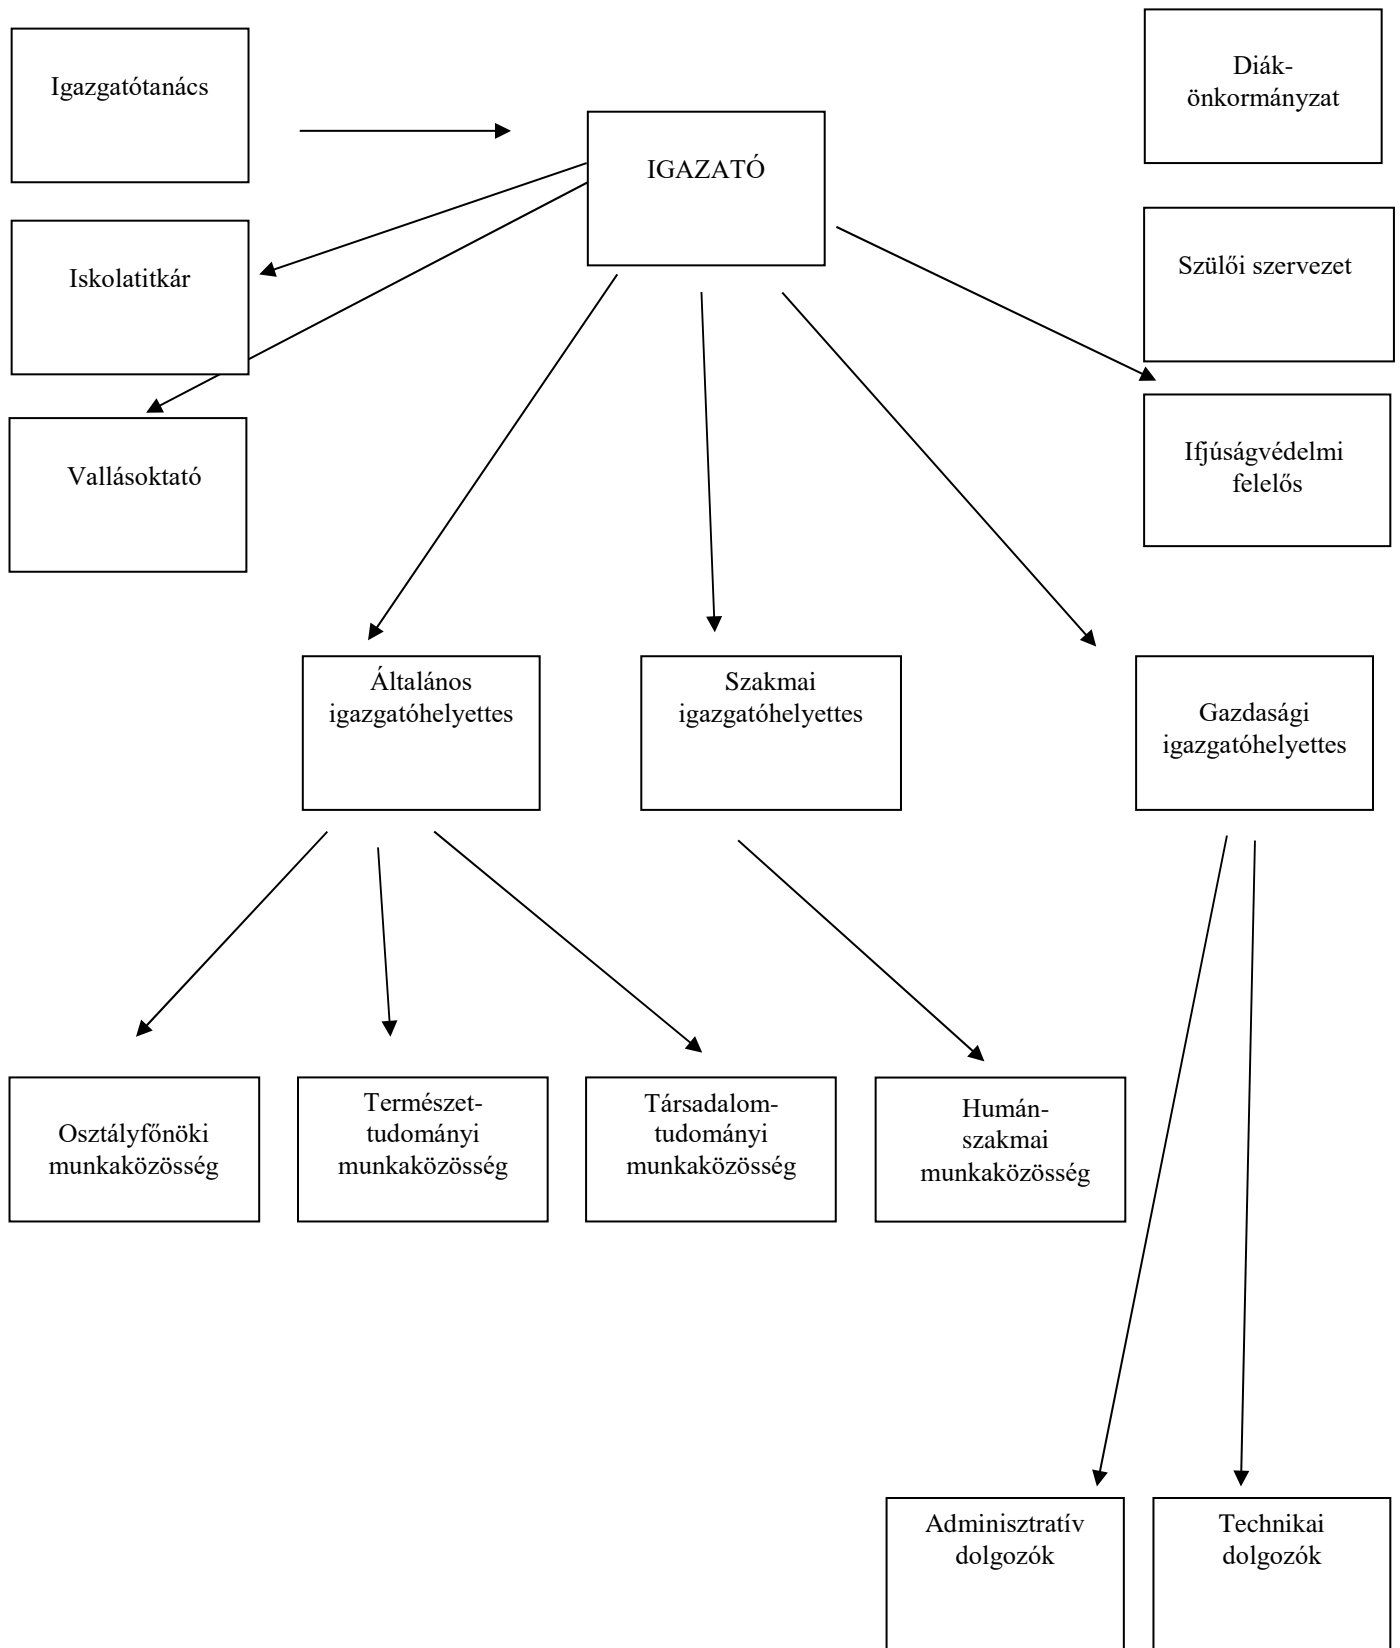 Igazgatótanács
Diák-
önkormányzat
IGAZATÓ
Iskolatitkár
Szülői szervezet
Vallásoktató
Ifjúságvédelmi
felelős
Általános
igazgatóhelyettes
Szakmai
igazgatóhelyettes
Gazdasági
igazgatóhelyettes
Osztályfőnöki
munkaközösség
Természet-
tudományi
munkaközösség
Társadalom-
tudományi
munkaközösség
Humán-
szakmai
munkaközösség
Adminisztratív
dolgozók
Technikai
dolgozók